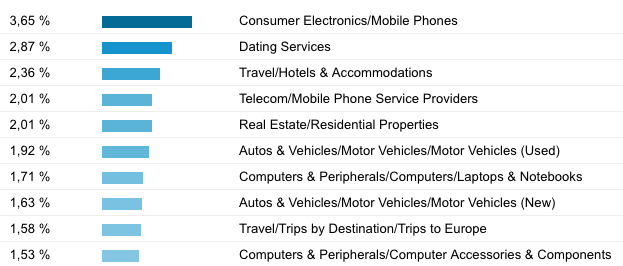 3,65 % Consumer Electronics/Mobile Phones
2,87 % Dating Services
2,36 % Travel/Hotels & Accommodations
2,01 % Telecom/Mobile Phone Service Providers
2,01 % Real Estate/Residential Properties
1,92 % Autos & Vehicles/Motor Vehicles/Motor Vehicles (Used)
1,71 % Computers & Peripherals/Computers/Laptops & Notebooks
1,63 % Autos & Vehicles/Motor Vehicles/Motor Vehicles (New)
1,58 % Travel/Trips by Destination/Trips to Europe
1,53 % Computers & Peripherals/Computer Accessories & Components